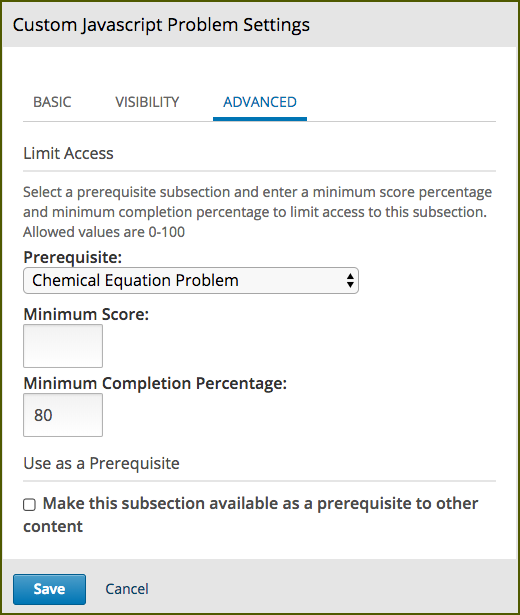 Custom Javascript Problem Settings
BASIC VISIBILITY ADVANCED
Limit Access
Select a prerequisite subsection and enter a minimum score percentage
and minimum completion percentage to limit access to this subsection.
Allowed values are 0-100
Prerequisite:
Chemical Equation Problem
Minimum Score:
Minimum Completion Percentage:
80
Use as a Prerequisite
Make this subsection available as a prerequisite to other
content
Save Cancel